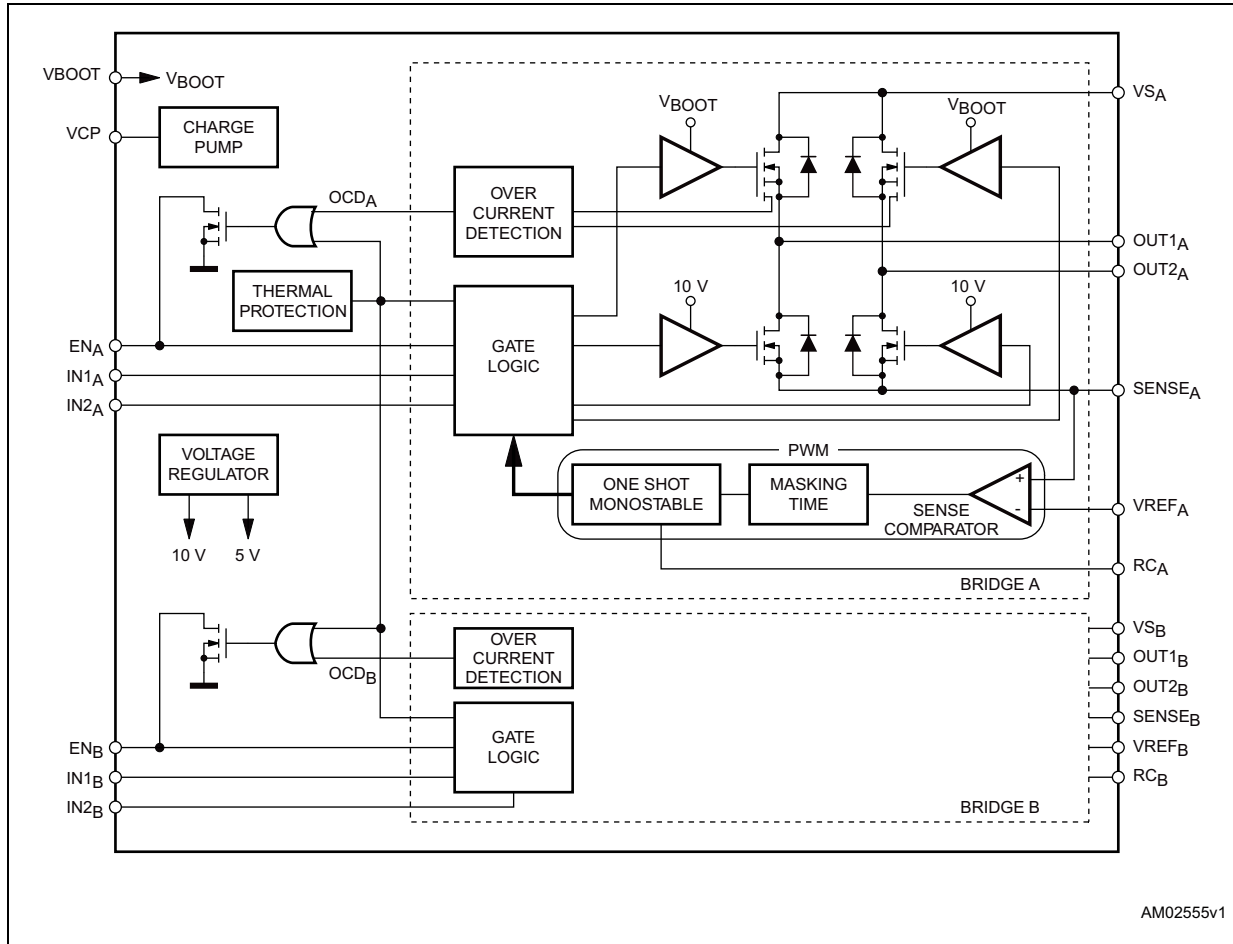 VBOOT
VBOOT
VCP
CHARGE
PUMP
VBOOT
VBOOT
VSA
OCDA
OVER
CURRENT
DETECTION
THERMAL
PROTECTION
OUT1A
OUT2A
10 V
10 V
ENA
IN1A
IN2A
GATE
LOGIC
SENSEA
VOLTAGE
REGULATOR
10 V
5 V
PWM
ONE SHOT
MONOSTABLE
MASKING
TIME
+
-
SENSE
COMPARATOR
VREFA
RCA
BRIDGE A
OCDB
OVER
CURRENT
DETECTION
ENB
IN1B
IN2B
GATE
LOGIC
VSB
OUT1B
OUT2B
SENSEB
VREFB
RCB
BRIDGE B
AM02555v1